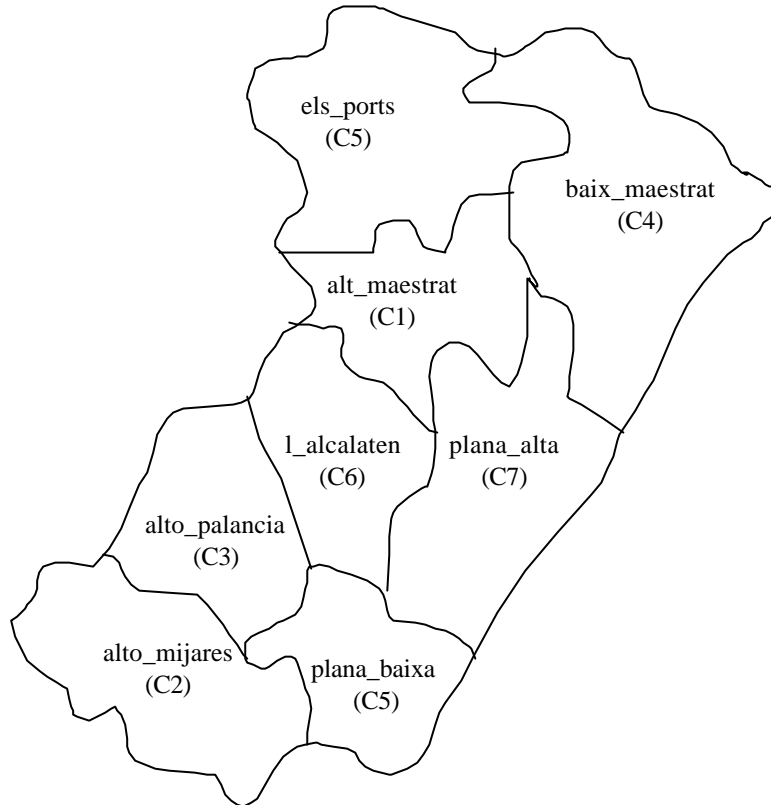 els_ports
(C5)
baix_maestrat
(C4)
alt_maestrat
(C1)
l_alcalaten
(C6)
plana_alta
(C7)
alto_palancia
(C3)
alto_mijares
(C2)
plana_baixa
(C5)